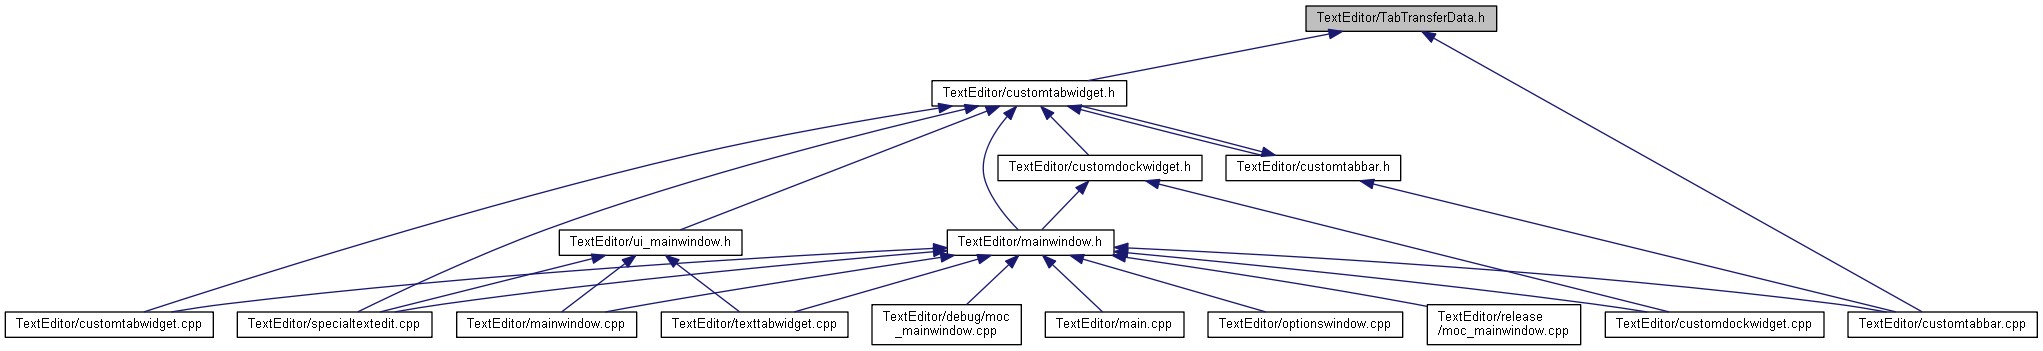 TextEditor/TabTransferData.h
TextEditor/customtabwidget.h
TextEditor/customdockwidget.h
TextEditor/customtabbar.h
TextEditor/ui_mainwindow.h
TextEditor/mainwindow.h
TextEditor/customtabwidget.cpp
TextEditor/specialtextedit.cpp
TextEditor/mainwindow.cpp
TextEditor/texttabwidget.cpp
TextEditor/debug/moc
_mainwindow.cpp
TextEditor/main.cpp
TextEditor/optionswindow.cpp
TextEditor/release
/moc_mainwindow.cpp
TextEditor/customdockwidget.cpp
TextEditor/customtabbar.cpp